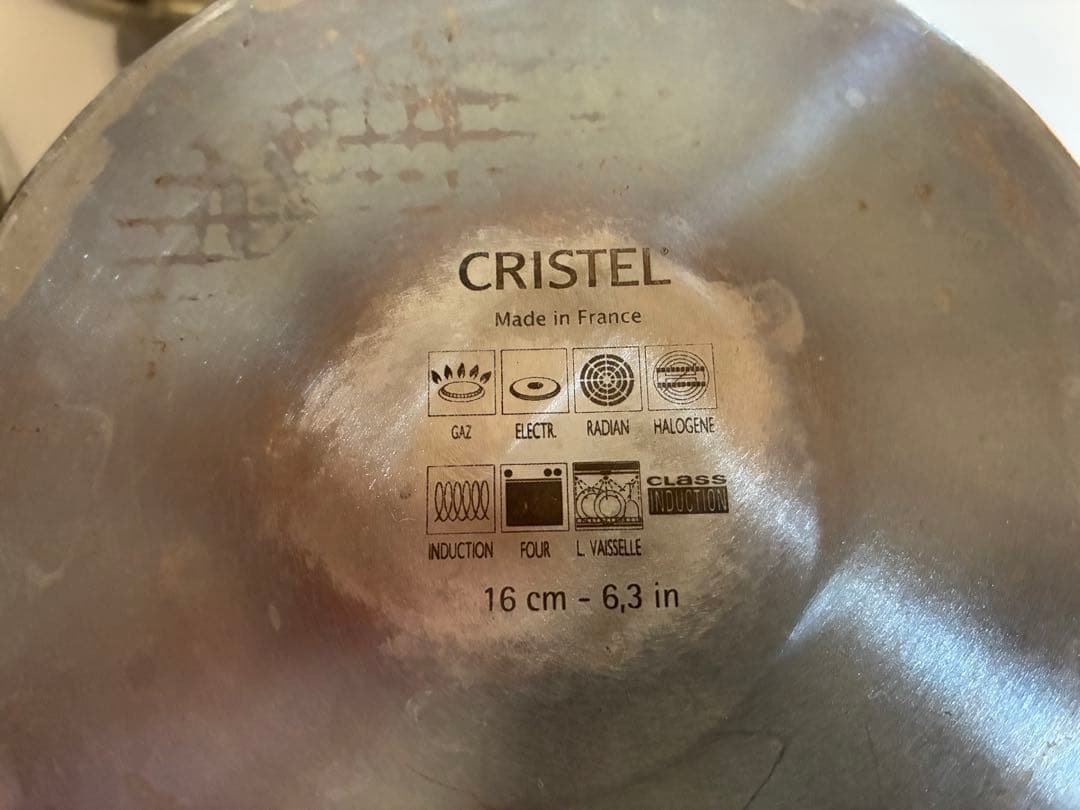 CRISTEL®
Made in France
GAZ ELECTR. RADIAN HALOGENE
CLASS
INDUCTION
INDUCTION FOUR L. VAISSELLE
16 cm - 6,3 in